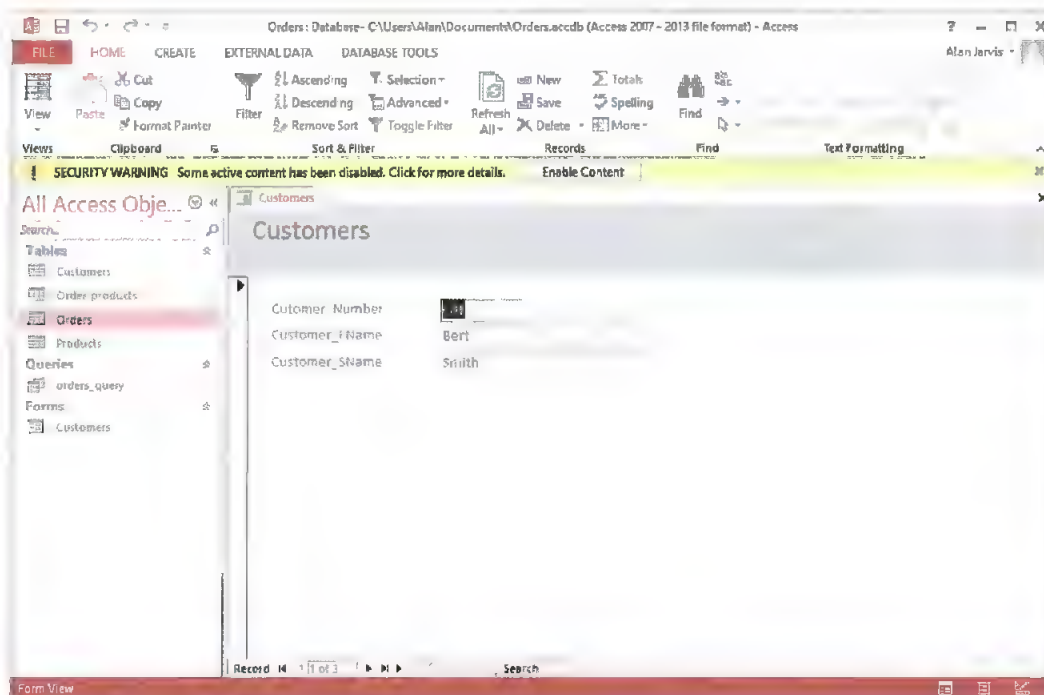 Orders : Database- C:\Users\Alan\Documents\Orders.accdb (Access 2007 - 2013 file format) - Access
FILE HOME CREATE EXTERNAL DATA DATABASE TOOLS Alan Jarvis
View Paste Cut Copy Format Painter
Filter Ascending Descending Remove Sort Selection Advanced Toggle Filter
Refresh All New Save Delete Totals Spelling More
Find
Views Clipboard Sort & Filter Records Find Text Formatting
! SECURITY WARNING Some active content has been disabled. Click for more details. Enable Content
All Access Obje...
Search...
Tables
Customers
Order products
Orders
Products
Queries
orders_query
Forms
Customers
Customers
Customers
Cutomer Number
Customer_FName Bert
Customer_SName Smith
Record 1 of 3 Search
Form View